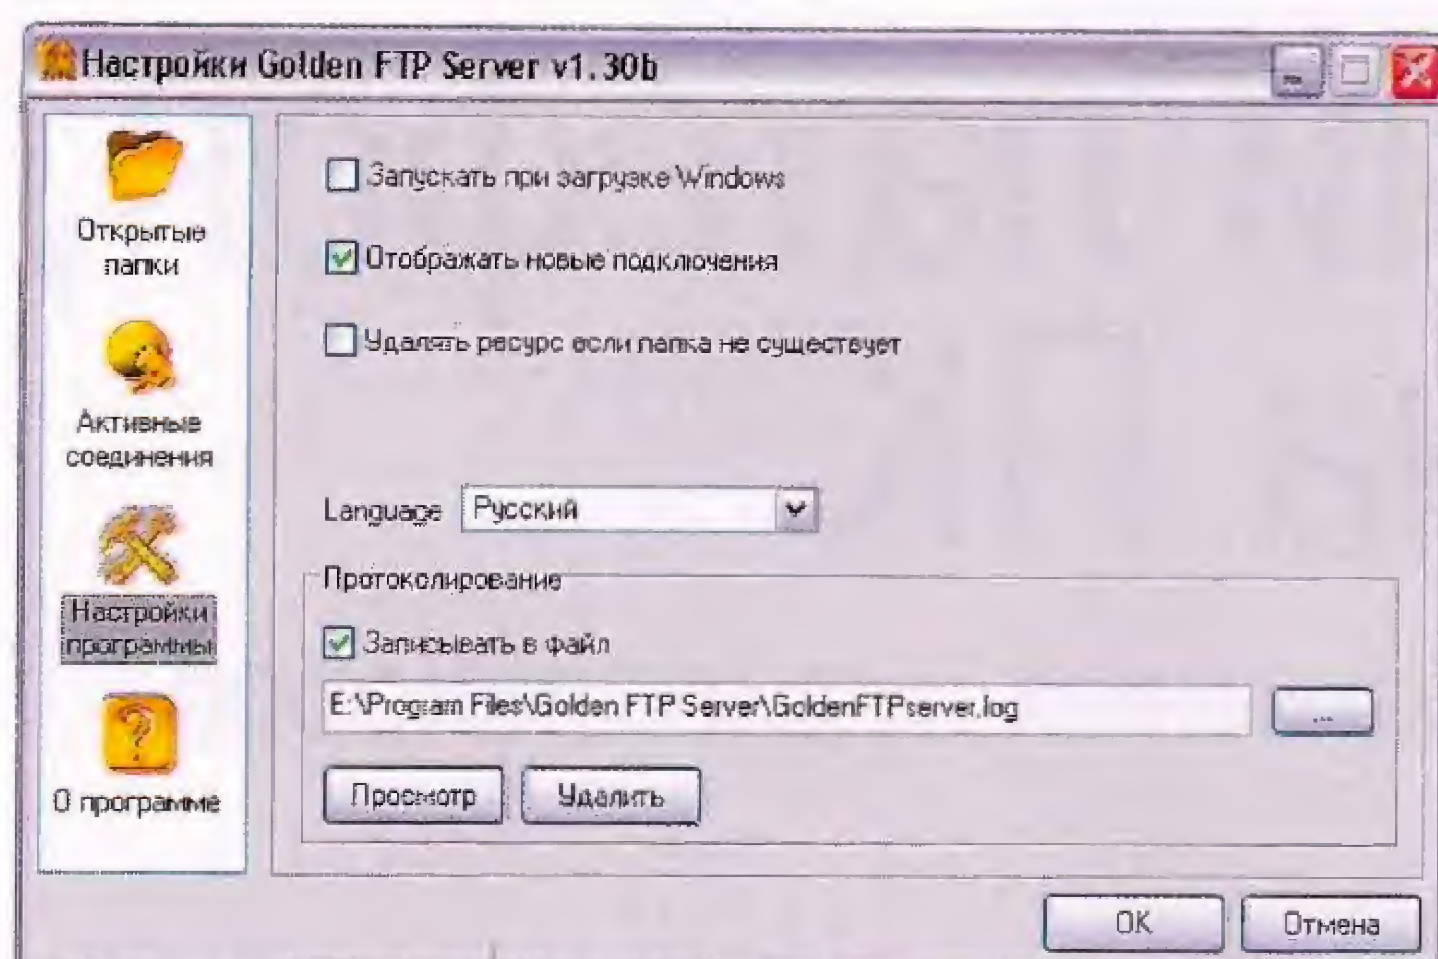 Настройки Golden FTP Server v1.30b
Открытые
папки
Активные
соединения
Настройки
программы
О программе
Запускать при загрузке Windows
Отображать новые подключения
Удалять ресурс если папка не существует
Language Русский
Протоколирование
Записывать в файл
E:\Program Files\Golden FTP Server\GoldenFTPserver.log
...
Просмотр Удалить
OK Отмена